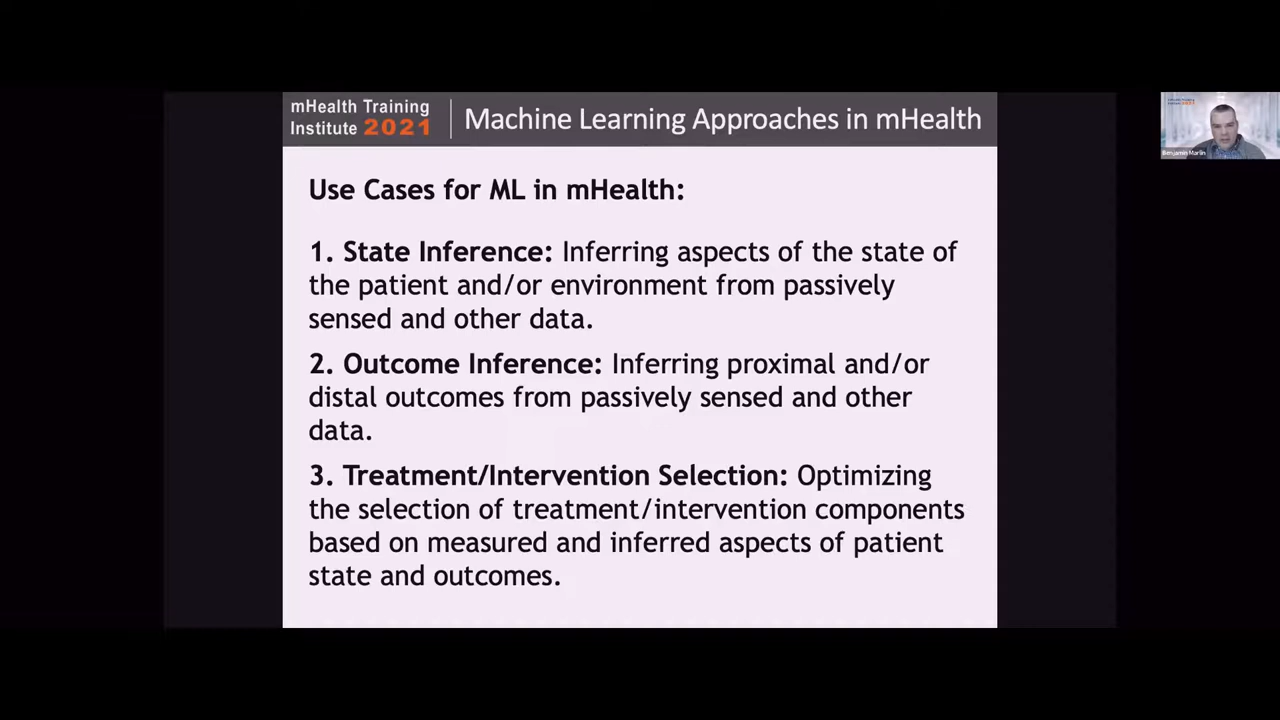 mHealth Training
Institute 2021
Machine Learning Approaches in mHealth
Use Cases for ML in mHealth:
1. State Inference: Inferring aspects of the state of
the patient and/or environment from passively
sensed and other data.
2. Outcome Inference: Inferring proximal and/or
distal outcomes from passively sensed and other
data.
3. Treatment/Intervention Selection: Optimizing
the selection of treatment/intervention components
based on measured and inferred aspects of patient
state and outcomes.
Benjamin Marlin